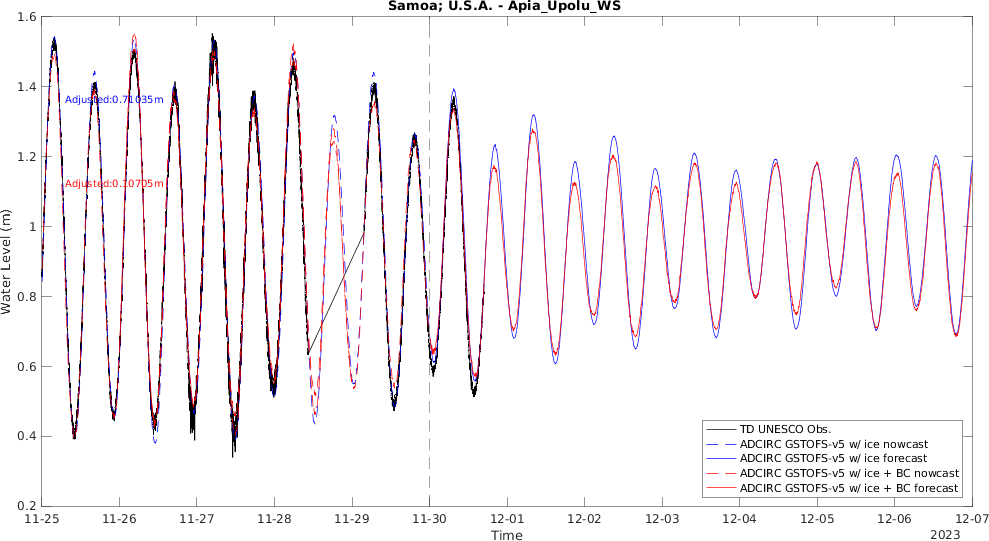 Samoa; U.S.A. - Apia_Upolu_WS
1.6
1.4
1.2
1
0.8
0.6
0.4
0.2
Water Level (m)
Adjusted:0.71035m
Adjusted:0.10705m
TD UNESCO Obs.
ADCIRC GSTOFS-v5 w/ ice nowcast
ADCIRC GSTOFS-v5 w/ ice forecast
ADCIRC GSTOFS-v5 w/ ice + BC nowcast
ADCIRC GSTOFS-v5 w/ ice + BC forecast
11-25 11-26 11-27 11-28 11-29 11-30 12-01 12-02 12-03 12-04 12-05 12-06 12-07
Time
2023